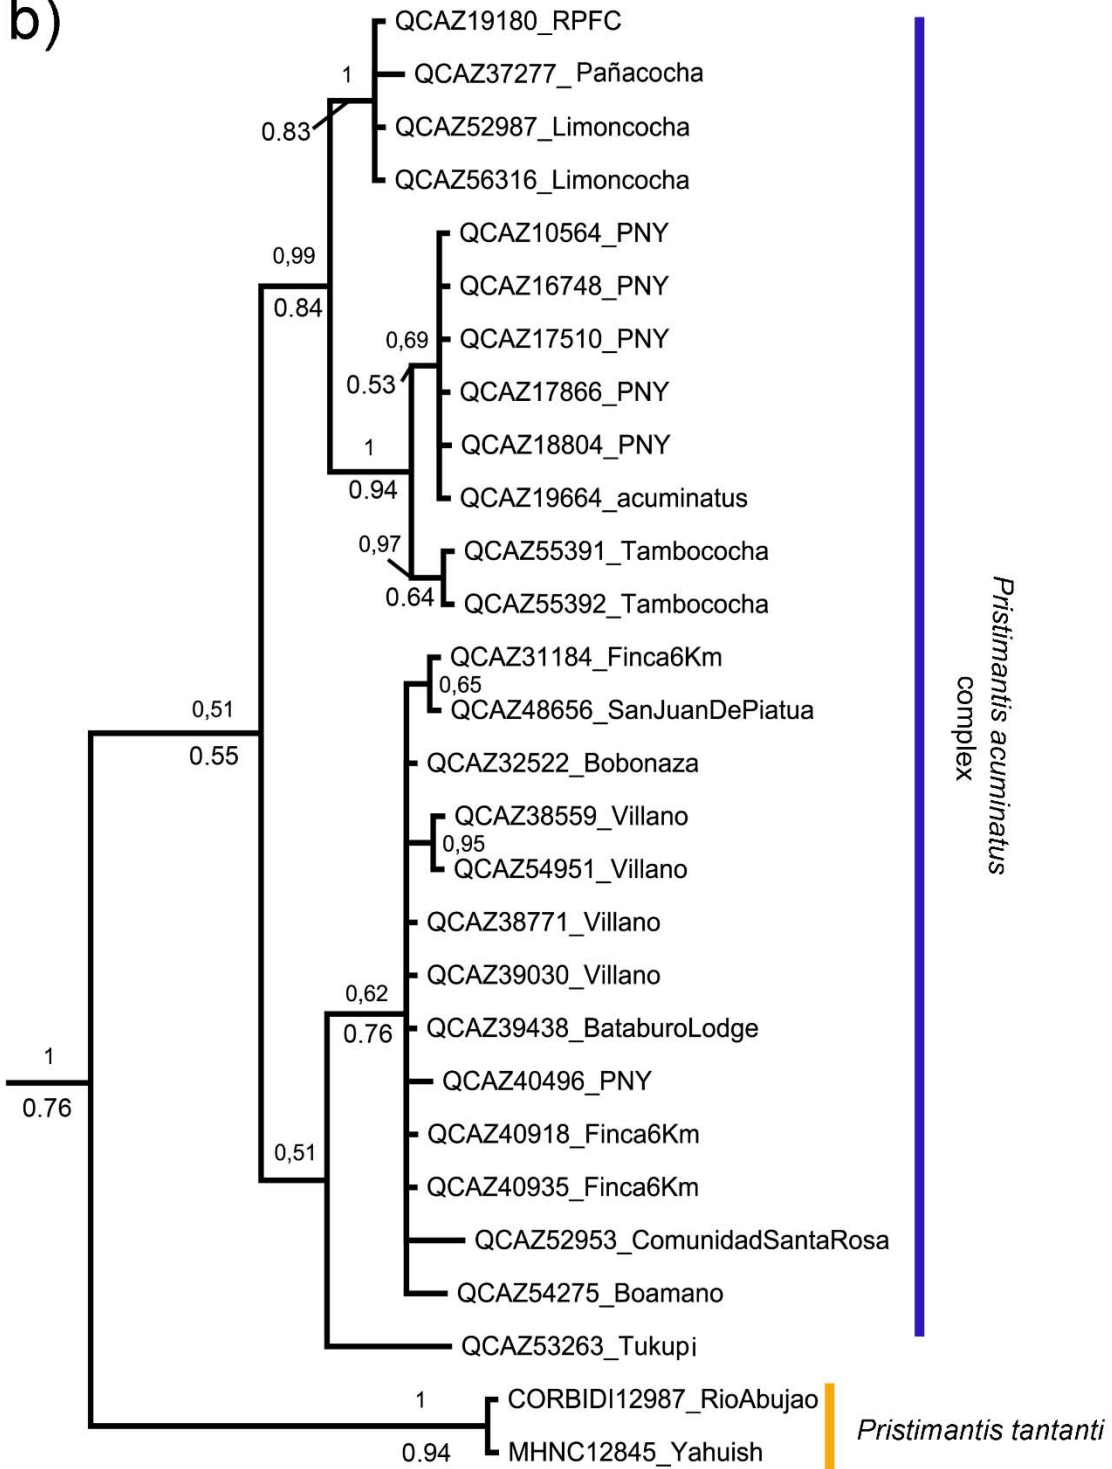 b)
QCAZ19180_RPFC
1
QCAZ37277_ Pañacocha
0.83
QCAZ52987_Limoncocha
QCAZ56316_Limoncocha
QCAZ10564_PNY
0,99
QCAZ16748_PNY
0.84
0,69
QCAZ17510_PNY
0.53
QCAZ17866_PNY
1
QCAZ18804_PNY
0.94
QCAZ19664_acuminatus
0,97
QCAZ55391_Tambococha
0.64
QCAZ55392_Tambococha
QCAZ31184_Finca6Km
0,65
QCAZ48656_SanJuanDePiatua
0,51
0.55
QCAZ32522_Bobonaza
QCAZ38559_Villano
0,95
QCAZ54951_Villano
QCAZ38771_Villano
QCAZ39030_Villano
0,62
0.76
QCAZ39438_BataburoLodge
1
0.76
QCAZ40496_PNY
QCAZ40918_Finca6Km
0,51
QCAZ40935_Finca6Km
QCAZ52953_ComunidadSantaRosa
QCAZ54275_Boamano
QCAZ53263_Tukupi
1
CORBIDI12987_RioAbujao
0.94
MHNC12845_Yahuish
Pristimantis acuminatus
complex
Pristimantis tantanti